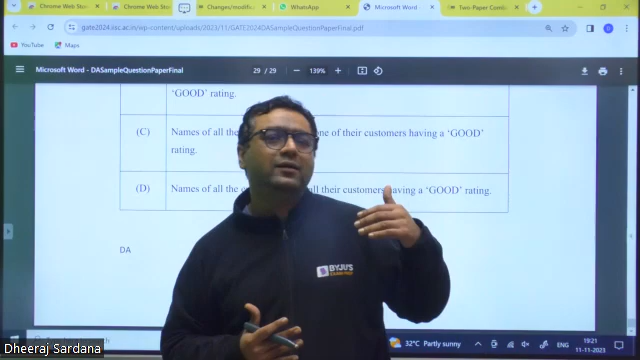 Chrome Web Sto
Chrome Web Stor
Changes/modific
WhatsApp
Microsoft Word
Two-Paper Combi
gate2024.iisc.ac.in/wp-content/uploads/2023/11/GATE2024DASampleQuestionPaperFinal.pdf
YouTube
Maps
Microsoft Word - DASampleQuestionPaperFinal
29 / 29
139%
'GOOD' rating.
(C) Names of all the one of their customers having a 'GOOD'
rating.
(D) Names of all the all their customers having a 'GOOD' rating.
DA
BYJU'S
32°C Partly sunny
ENG
19:21
11-11-2023
Dheeraj Sardana